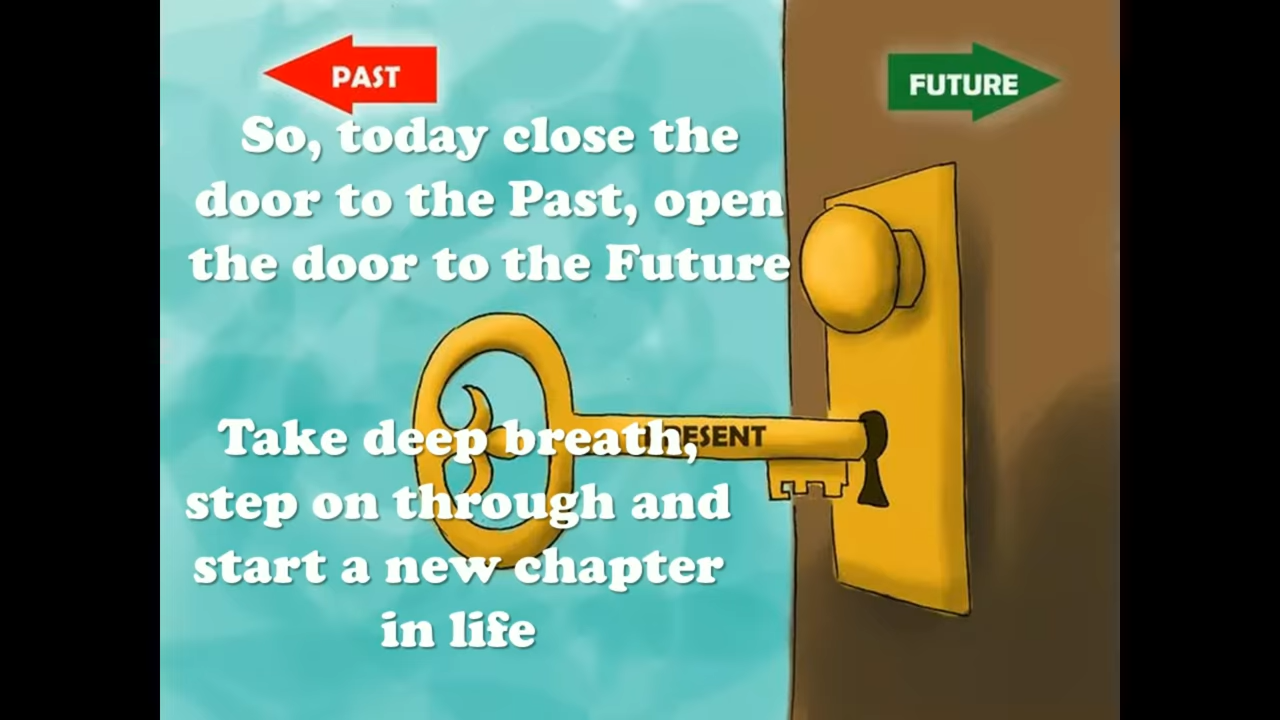 PAST
FUTURE
So, today close the
door to the Past, open
the door to the Future
PRESENT
Take deep breath,
step on through and
start a new chapter
in life